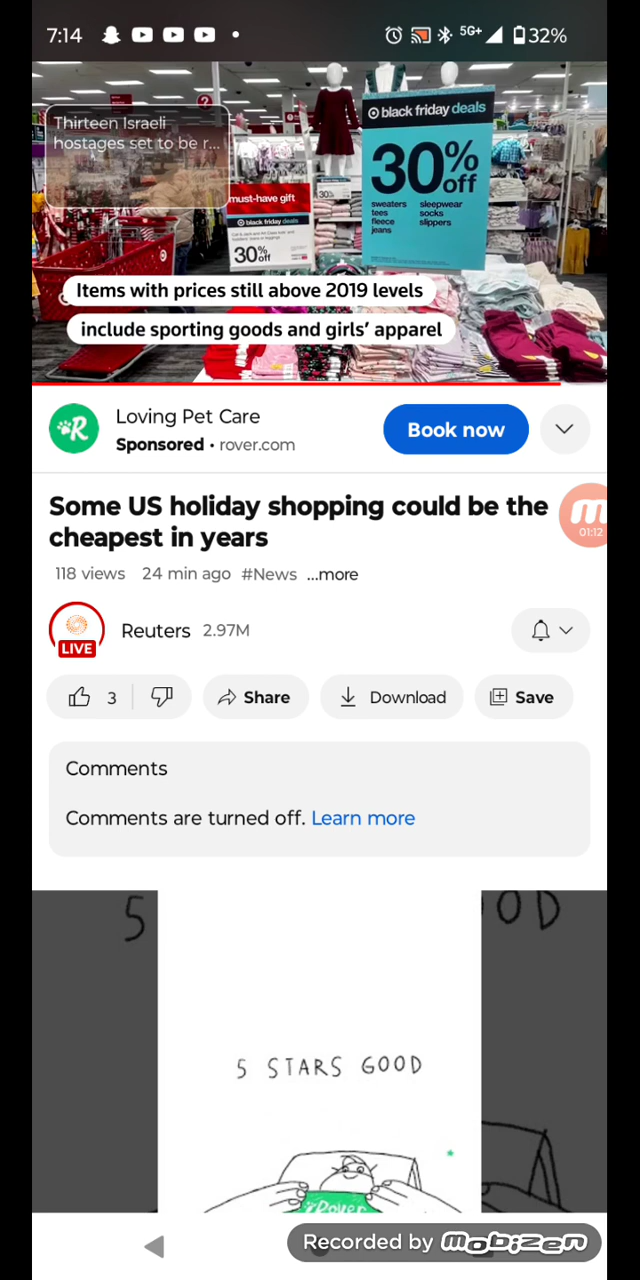 7:14
5G+
32%
Thirteen Israeli
hostages set to be r...
black friday deals
30% off
sweaters
tees
fleece
jeans
sleepwear
socks
slippers
must-have gift
black friday deals
30% off
30%
Items with prices still above 2019 levels
include sporting goods and girls' apparel
R
Loving Pet Care
Sponsored • rover.com
Book now
Some US holiday shopping could be the
cheapest in years
01:12
118 views 24 min ago #News ...more
LIVE
Reuters 2.97M
3
Share
Download
Save
Comments
Comments are turned off. Learn more
5
OD
5 STARS GOOD
Rover
Recorded by mobizen